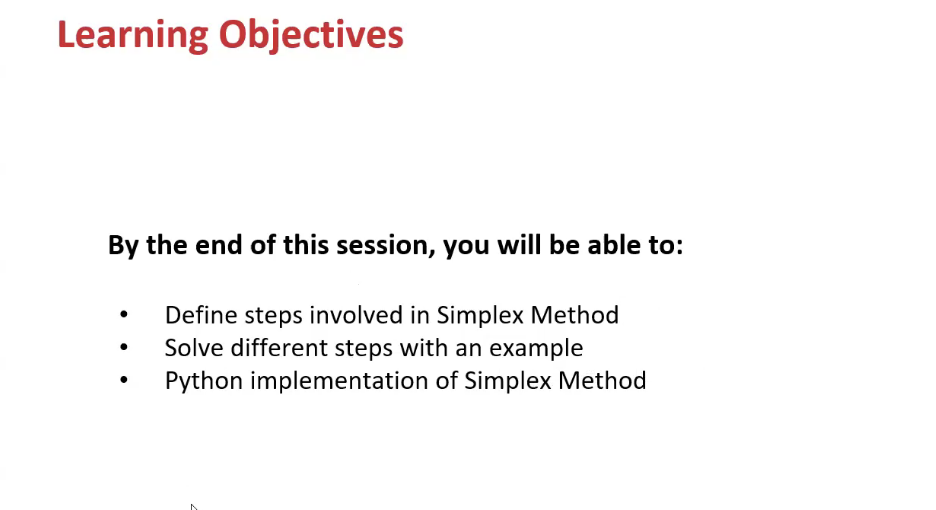 Learning Objectives
By the end of this session, you will be able to:
• Define steps involved in Simplex Method
• Solve different steps with an example
• Python implementation of Simplex Method